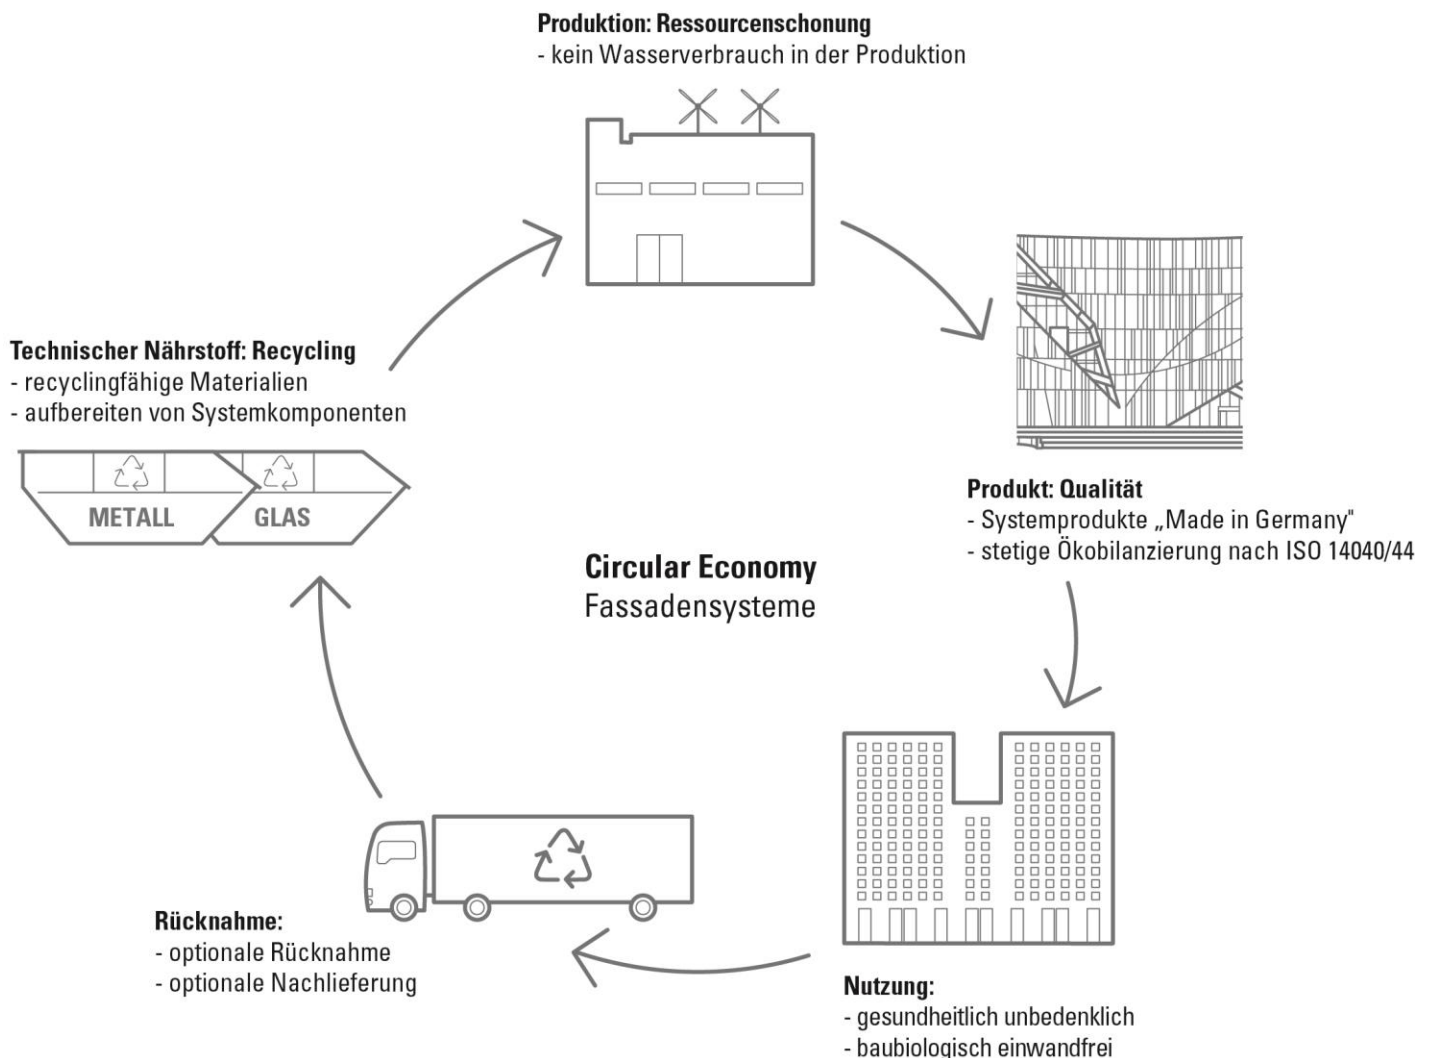 Produktion: Ressourcenschonung
- kein Wasserverbrauch in der Produktion
Technischer Nährstoff: Recycling
- recyclingfähige Materialien
- aufbereiten von Systemkomponenten
METALL
GLAS
Produkt: Qualität
- Systemprodukte „Made in Germany"
- stetige Ökobilanzierung nach ISO 14040/44
Circular Economy
Fassadensysteme
Rücknahme:
- optionale Rücknahme
- optionale Nachlieferung
Nutzung:
- gesundheitlich unbedenklich
- baubiologisch einwandfrei